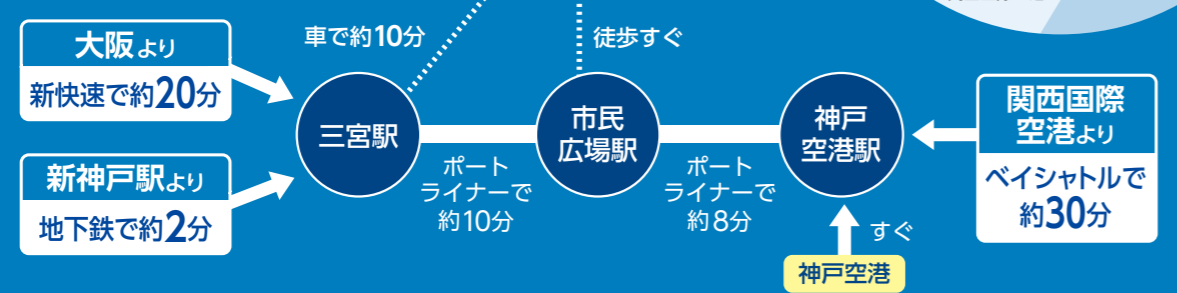 大阪より
新快速で約20分
新神戸駅より
地下鉄で約2分
車で約10分
三宮駅
ポート
ライナーで
約10分
徒歩すぐ
市民
広場駅
ポート
ライナーで
約8分
神戸
空港駅
すぐ
神戸空港
関西国際
空港より
ベイシャトルで
約30分